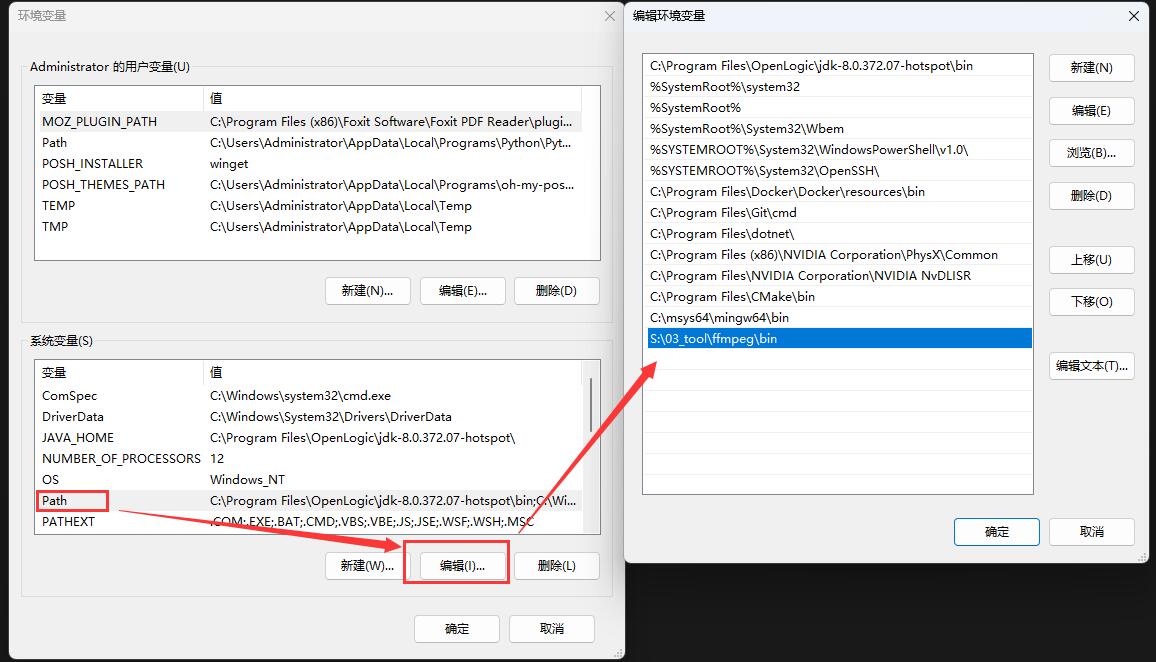 环境变量
Administrator 的用户变量(U)
变量 值
MOZ_PLUGIN_PATH C:\Program Files (x86)\Foxit Software\Foxit PDF Reader\plugi...
Path C:\Users\Administrator\AppData\Local\Programs\Python\Pyt...
POSH_INSTALLER winget
POSH_THEMES_PATH C:\Users\Administrator\AppData\Local\Programs\oh-my-pos...
TEMP C:\Users\Administrator\AppData\Local\Temp
TMP C:\Users\Administrator\AppData\Local\Temp
新建(N)... 编辑(E)... 删除(D)
系统变量(S)
变量 值
ComSpec C:\Windows\system32\cmd.exe
DriverData C:\Windows\System32\Drivers\DriverData
JAVA_HOME C:\Program Files\OpenLogic\jdk-8.0.372.07-hotspot\
NUMBER_OF_PROCESSORS 12
OS Windows_NT
Path C:\Program Files\OpenLogic\jdk-8.0.372.07-hotspot\bin;C:\Wi...
PATHEXT .COM;.EXE;.BAT;.CMD;.VBS;.VBE;.JS;.JSE;.WSF;.WSH;.MSC
新建(W)... 编辑(I)... 删除(L)
确定 取消
编辑环境变量
C:\Program Files\OpenLogic\jdk-8.0.372.07-hotspot\bin
%SystemRoot%\system32
%SystemRoot%
%SystemRoot%\System32\Wbem
%SYSTEMROOT%\System32\WindowsPowerShell\v1.0\
%SYSTEMROOT%\System32\OpenSSH\
C:\Program Files\Docker\Docker\resources\bin
C:\Program Files\Git\cmd
C:\Program Files\dotnet\
C:\Program Files (x86)\NVIDIA Corporation\PhysX\Common
C:\Program Files\NVIDIA Corporation\NVIDIA NvDLISR
C:\Program Files\CMake\bin
C:\msys64\mingw64\bin
S:\03_tool\ffmpeg\bin
新建(N)
编辑(E)
浏览(B)...
删除(D)
上移(U)
下移(O)
编辑文本(T)...
确定 取消